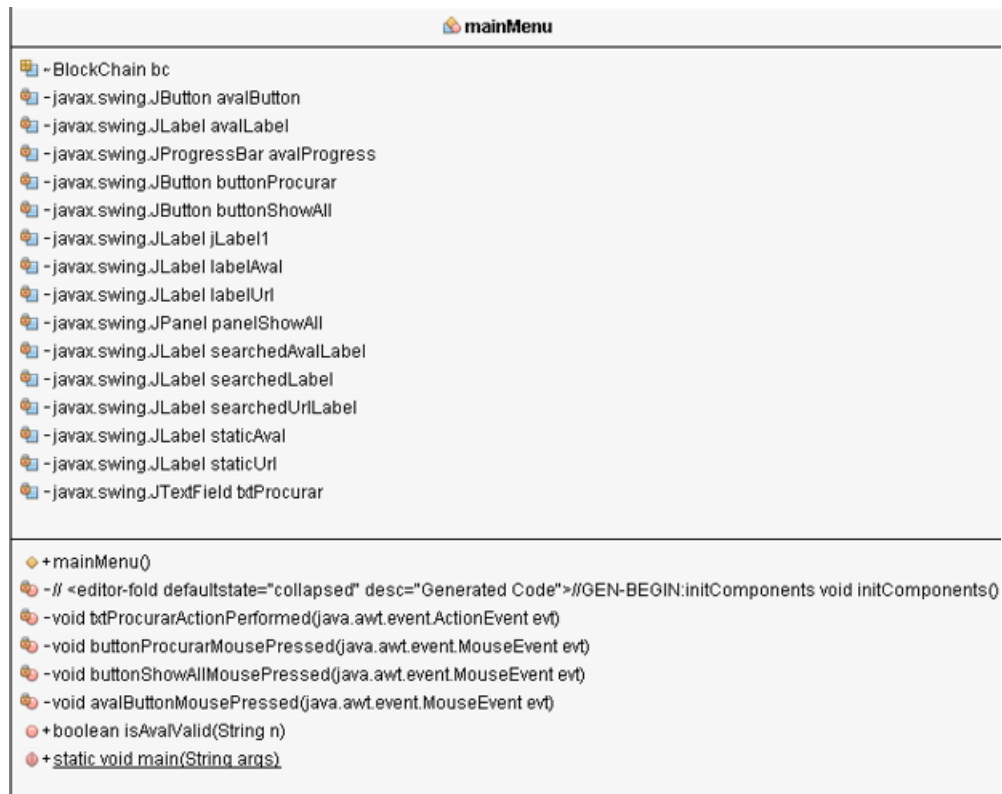 mainMenu
~BlockChain bc
-javax.swing.JButton avalButton
-javax.swing.JLabel avalLabel
-javax.swing.JProgressBar avalProgress
-javax.swing.JButton buttonProcurar
-javax.swing.JButton buttonShowAll
-javax.swing.JLabel jLabel1
-javax.swing.JLabel labelAval
-javax.swing.JLabel labelUrl
-javax.swing.JPanel panelShowAll
-javax.swing.JLabel searchedAvalLabel
-javax.swing.JLabel searchedLabel
-javax.swing.JLabel searchedUrlLabel
-javax.swing.JLabel staticAval
-javax.swing.JLabel staticUrl
-javax.swing.JTextField txtProcurar
+mainMenu()
-// <editor-fold defaultstate="collapsed" desc="Generated Code">//GEN-BEGIN:initComponents void initComponents()
-void txtProcurarActionPerformed(java.awt.event.ActionEvent evt)
-void buttonProcurarMousePressed(java.awt.event.MouseEvent evt)
-void buttonShowAllMousePressed(java.awt.event.MouseEvent evt)
-void avalButtonMousePressed(java.awt.event.MouseEvent evt)
+boolean isAvalValid(String n)
+static void main(String args)